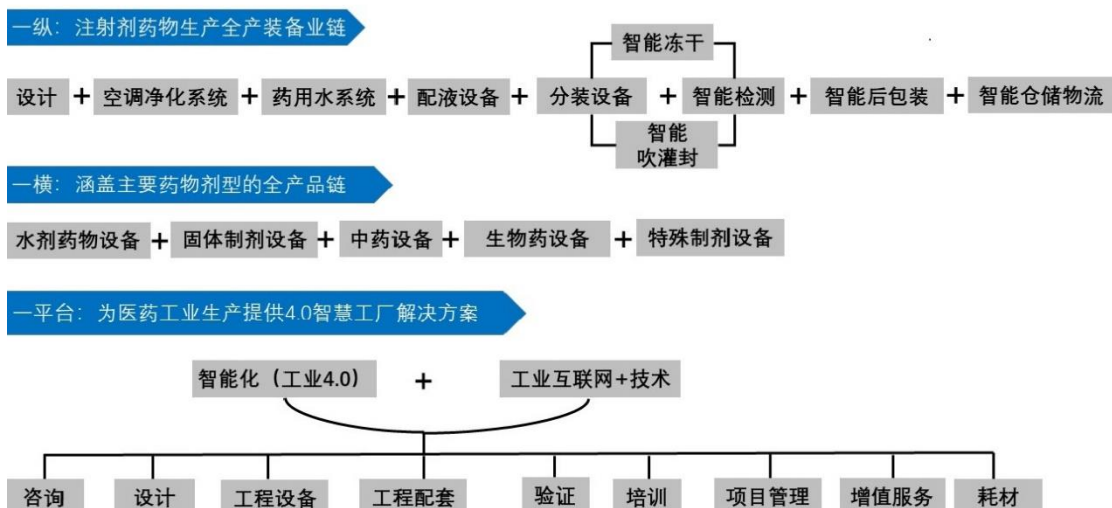 一纵：注射剂药物生产全产装备业链
智能冻干
设计 + 空调净化系统 + 药用水系统 + 配液设备 + 分装设备 + 智能检测 + 智能后包装 + 智能仓储物流
智能
吹灌封
一横：涵盖主要药物剂型的全产品链
水剂药物设备 + 固体制剂设备 + 中药设备 + 生物药设备 + 特殊制剂设备
一平台：为医药工业生产提供4.0智慧工厂解决方案
智能化（工业4.0） + 工业互联网+技术
咨询 设计 工程设备 工程配套 验证 培训 项目管理 增值服务 耗材